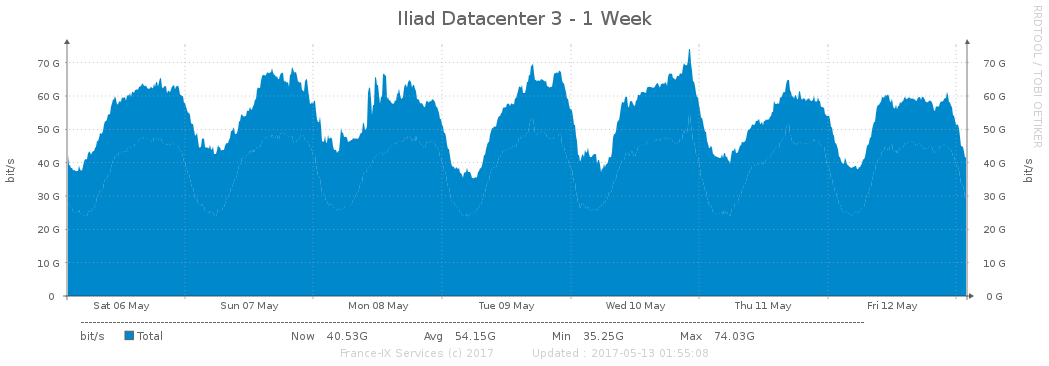 Iliad Datacenter 3 - 1 Week
RRDTOOL / TOBI OETIKER
bit/s
70 G 70 G
60 G 60 G
50 G 50 G
40 G 40 G
30 G 30 G
20 G 20 G
10 G 10 G
0 0 G
bit/s
Sat 06 May Sun 07 May Mon 08 May Tue 09 May Wed 10 May Thu 11 May Fri 12 May
bit/s Total Now 40.53G Avg 54.15G Min 35.25G Max 74.03G
France-IX Services (c) 2017 Updated : 2017-05-13 01:55:08